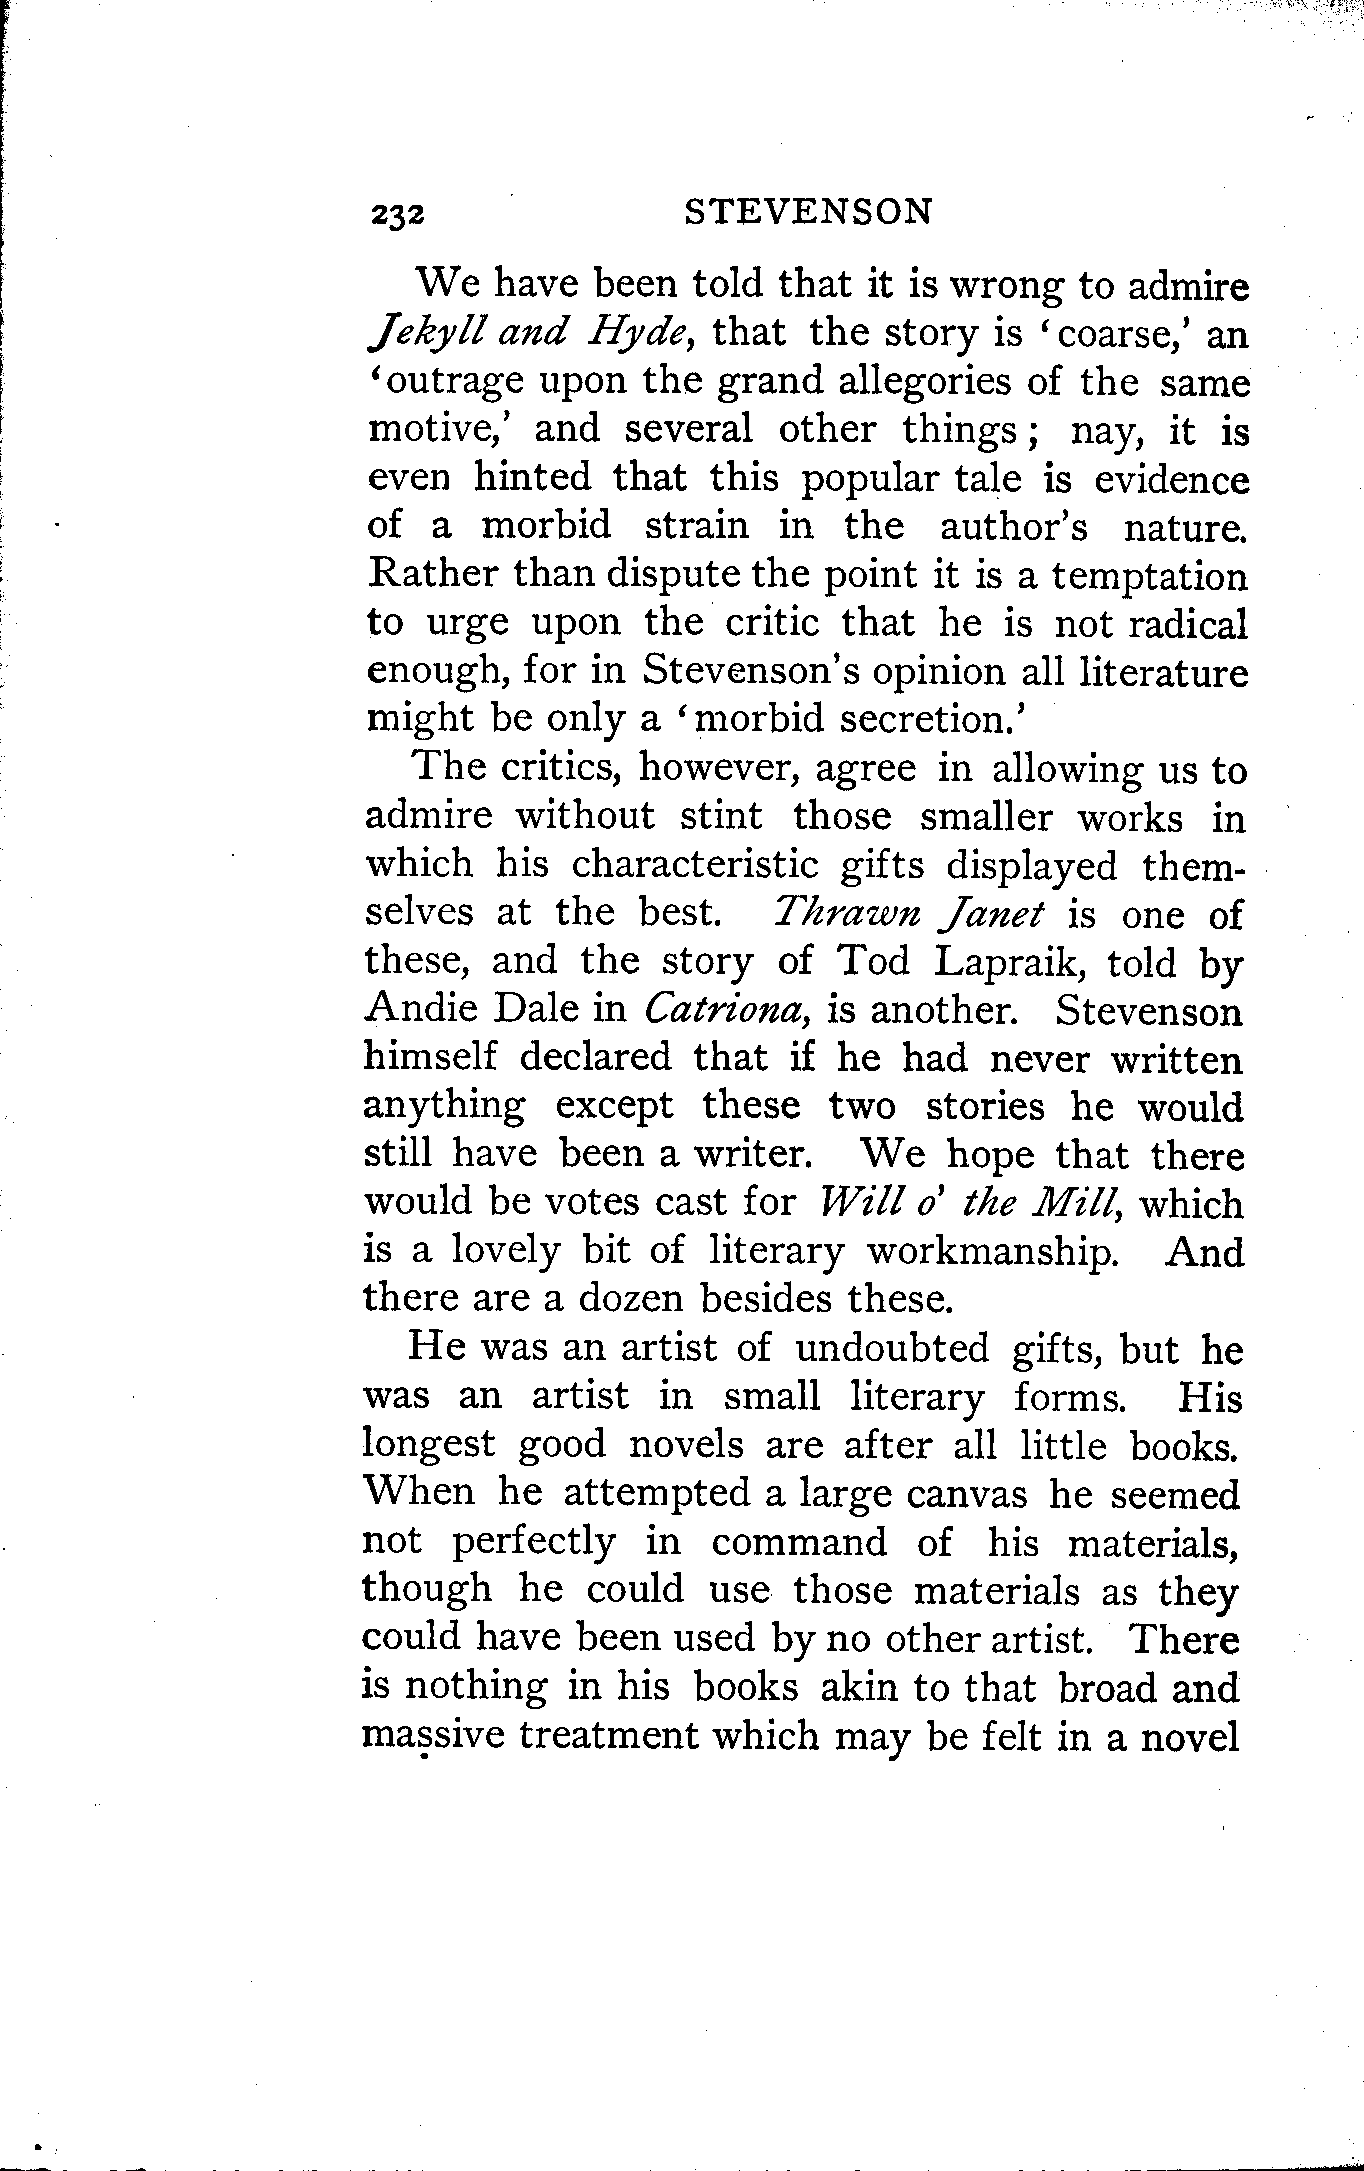 232 STEVENSON
We have been told that it is wrong to admire
Jekyll and Hyde, that the story is ‘coarse,’ an
‘outrage upon the grand allegories of the same
motive,’ and several other things; nay, it is
even hinted that this popular tale is evidence
of a morbid strain in the author's nature.
Rather than dispute the point it is a temptation
to urge upon the critic that he is not radical
enough, for in Stevenson's opinion all literature
might be only a ‘morbid secretion.’
The critics, however, agree in allowing us to
admire without stint those smaller works in
which his characteristic gifts displayed them-
selves at the best. Thrawn Janet is one of
these, and the story of Tod Lapraik, told by
Andie Dale in Catriona, is another. Stevenson
himself declared that if he had never written
anything except these two stories he would
still have been a writer. We hope that there
would be votes cast for Will o' the Mill, which
is a lovely bit of literary workmanship. And
there are a dozen besides these.
He was an artist of undoubted gifts, but he
was an artist in small literary forms. His
longest good novels are after all little books.
When he attempted a large canvas he seemed
not perfectly in command of his materials,
though he could use those materials as they
could have been used by no other artist. There
is nothing in his books akin to that broad and
massive treatment which may be felt in a novel